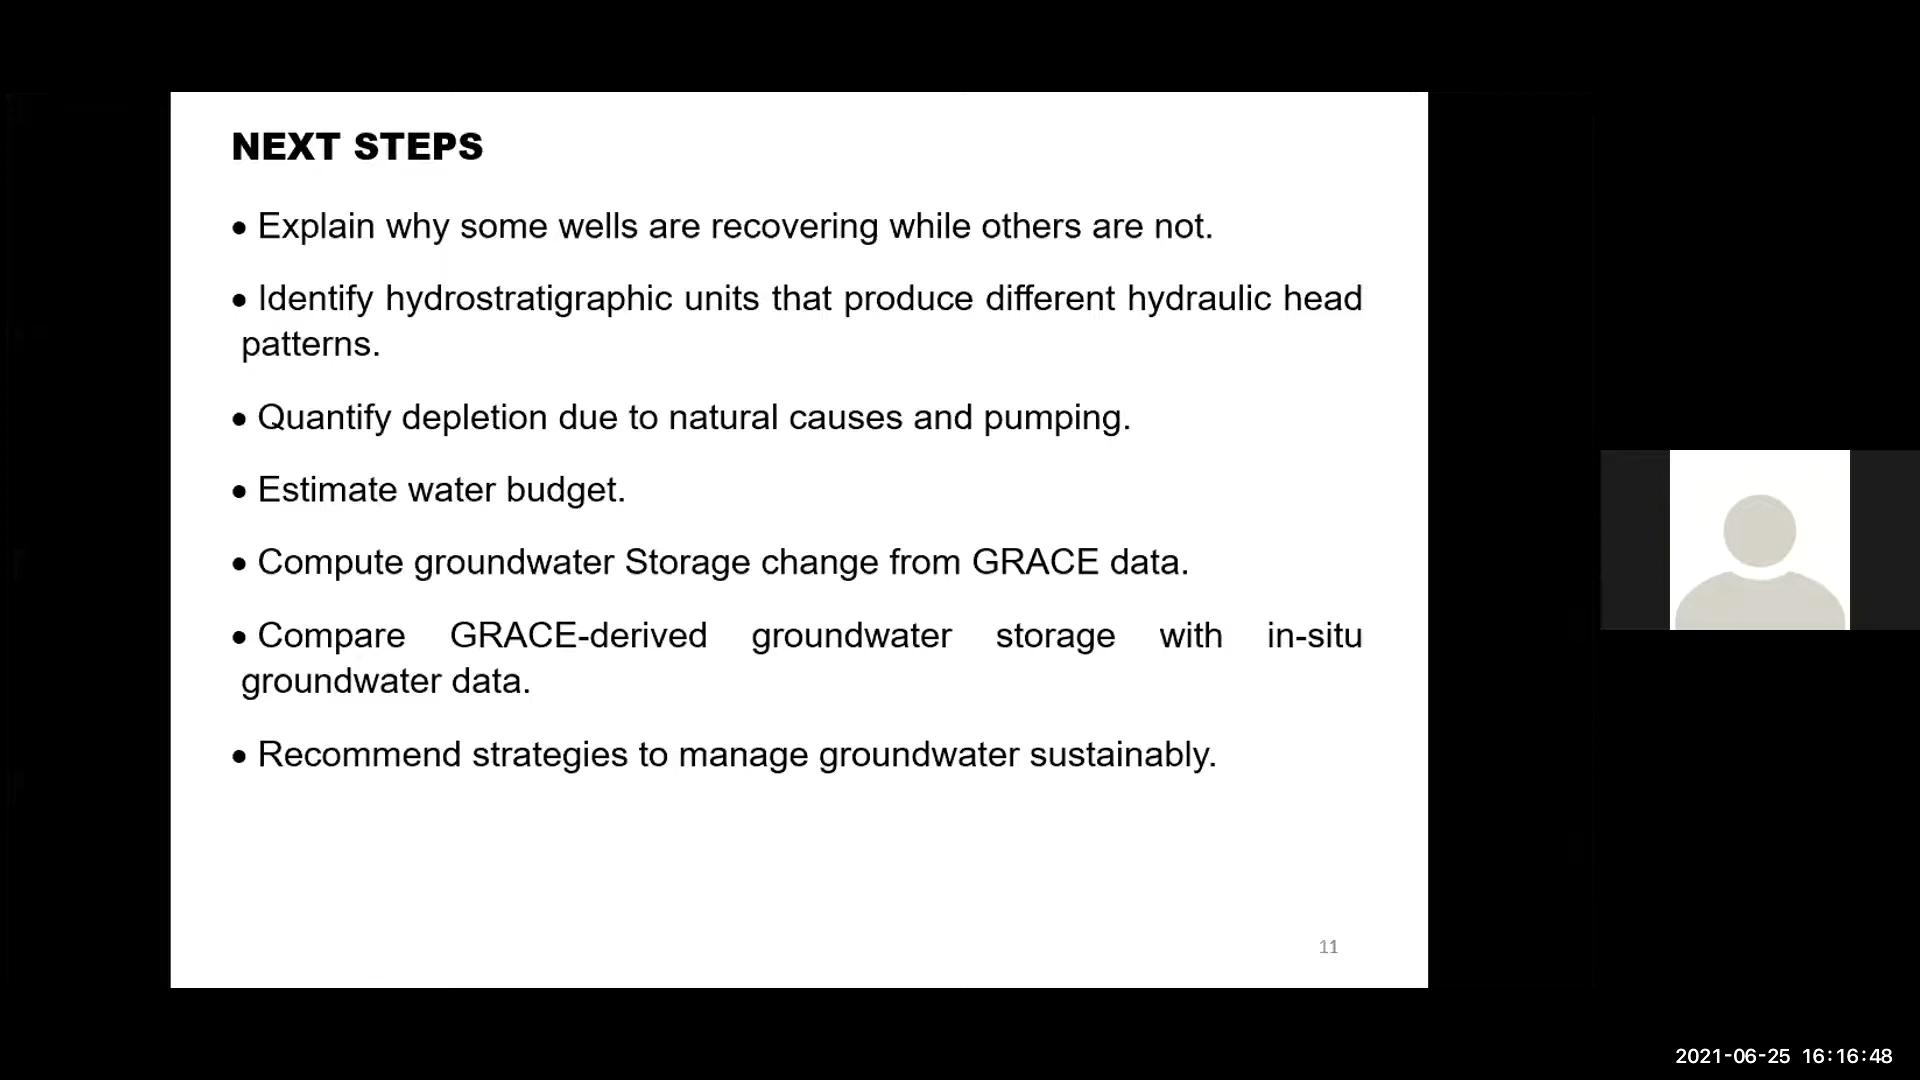 NEXT STEPS
• Explain why some wells are recovering while others are not.
• Identify hydrostratigraphic units that produce different hydraulic head
patterns.
• Quantify depletion due to natural causes and pumping.
• Estimate water budget.
• Compute groundwater Storage change from GRACE data.
• Compare GRACE-derived groundwater storage with in-situ
groundwater data.
• Recommend strategies to manage groundwater sustainably.
11
2021-06-25 16:16:48